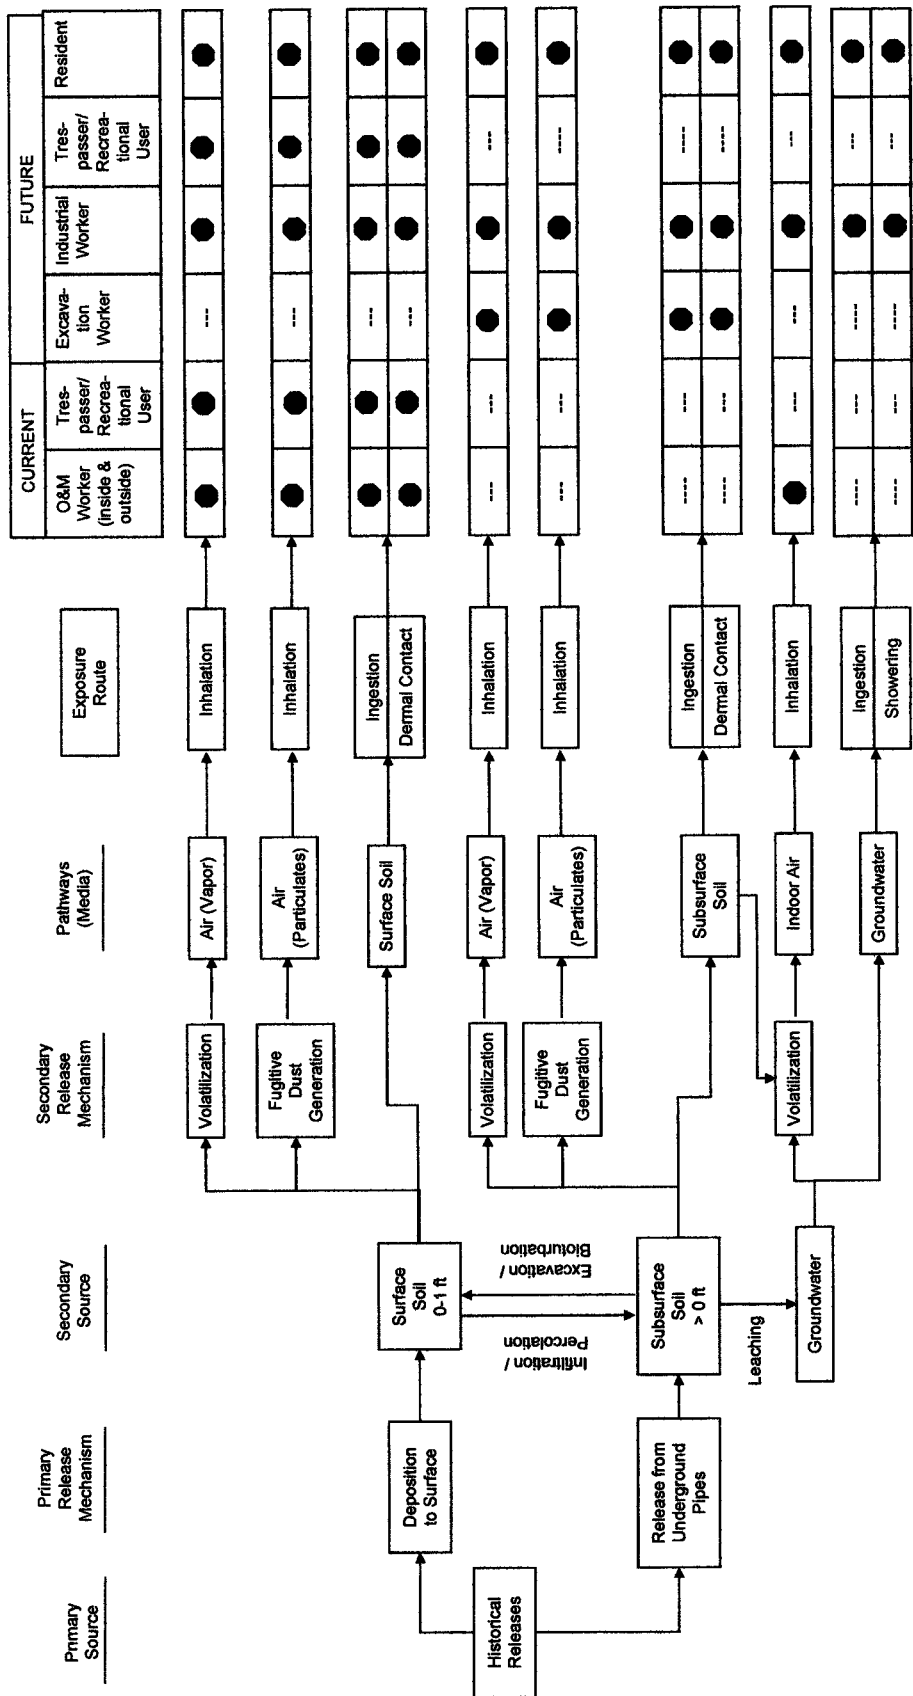 Primary
Source
Primary
Release
Mechanism
Secondary
Source
Secondary
Release
Mechanism
Pathways
(Media)
Exposure
Route
CURRENT
FUTURE
O&M
Worker
(inside &
outside)
Tres-
passer/
Recrea-
tional
User
Excava-
tion
Worker
Industrial
Worker
Tres-
passer/
Recrea-
tional
User
Resident
Volatilization
Air (Vapor)
Inhalation
---
Fugitive
Dust
Generation
Air
(Particulates)
Inhalation
---
Deposition
to Surface
Surface
Soil
0-1 ft
Surface Soil
Ingestion
---
Dermal Contact
---
Historical
Releases
Infiltration /
Percolation
Excavation /
Bioturbation
Volatilization
Air (Vapor)
Inhalation
---
---
---
Fugitive
Dust
Generation
Air
(Particulates)
Inhalation
---
---
----
Release from
Underground
Pipes
Subsurface
Soil
> 0 ft
Subsurface
Soil
Ingestion
----
---
----
Dermal Contact
----
---
----
Leaching
Volatilization
Indoor Air
Inhalation
---
---
---
Groundwater
Groundwater
Ingestion
----
---
----
---
Showering
----
---
----
---